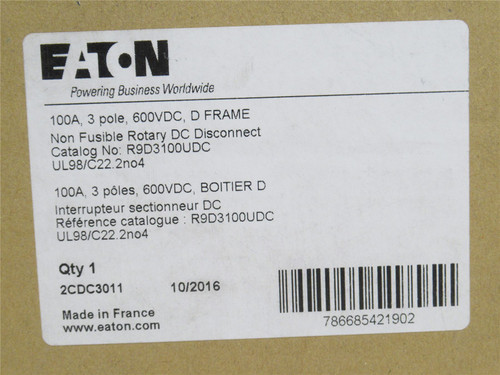 EATON
Powering Business Worldwide
100A, 3 pole, 600VDC, D FRAME
Non Fusible Rotary DC Disconnect
Catalog No: R9D3100UDC
UL98/C22.2no4
100A, 3 pôles, 600VDC, BOITIER D
Interrupteur sectionneur DC
Référence catalogue : R9D3100UDC
UL98/C22.2no4
Qty 1
2CDC3011 10/2016
Made in France
www.eaton.com
786685421902